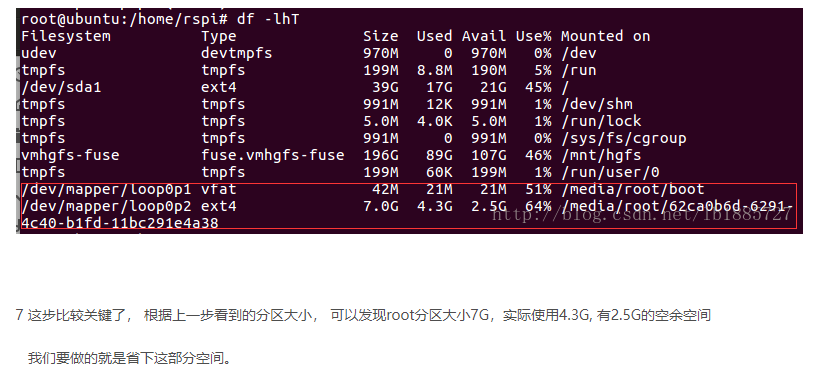 root@ubuntu:/home/rspi# df -lhT
Filesystem Type Size Used Avail Use% Mounted on
udev devtmpfs 970M 0 970M 0% /dev
tmpfs tmpfs 199M 8.8M 190M 5% /run
/dev/sda1 ext4 39G 17G 21G 45% /
tmpfs tmpfs 991M 12K 991M 1% /dev/shm
tmpfs tmpfs 5.0M 4.0K 5.0M 1% /run/lock
tmpfs tmpfs 991M 0 991M 0% /sys/fs/cgroup
vmhgfs-fuse fuse.vmhgfs-fuse 196G 89G 107G 46% /mnt/hgfs
tmpfs tmpfs 199M 60K 199M 1% /run/user/0
/dev/mapper/loop0p1 vfat 42M 21M 21M 51% /media/root/boot
/dev/mapper/loop0p2 ext4 7.0G 4.3G 2.5G 64% /media/root/62ca0b6d-6291-
4c40-b1fd-11bc291e4a38
7 这步比较关键了， 根据上一步看到的分区大小， 可以发现root分区大小7G，实际使用4.3G, 有2.5G的空余空间
我们要做的就是省下这部分空间。